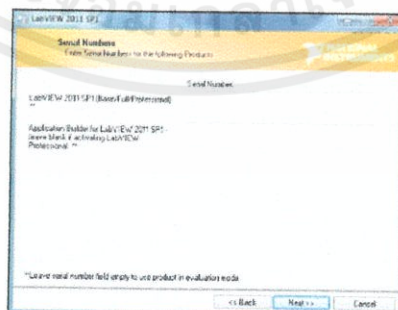 LabVIEW 2011 SP1
Serial Numbers
Enter Serial Numbers for the following Products
NATIONAL INSTRUMENTS
Serial Number
LabVIEW 2011 SP1 (Base/Full/Professional)
**
Application Builder for LabVIEW 2011 SP1 -
leave blank if activating LabVIEW
Professional **
**Leave serial number field empty to use product in evaluation mode
<< Back
Next >>
Cancel